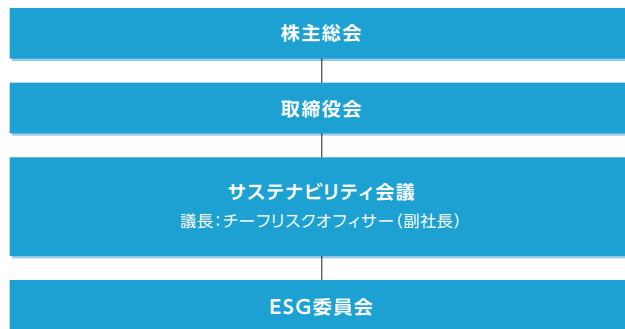 株主総会
取締役会
サステナビリティ会議
議長：チーフリスクオフィサー（副社長）
ESG委員会